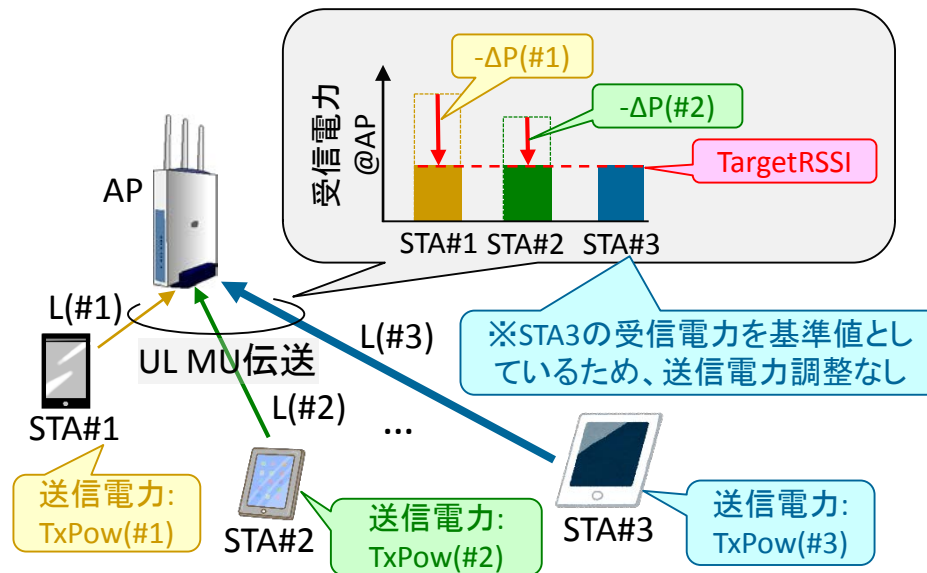 -ΔP(#1)
-ΔP(#2)
受信電力
@AP
TargetRSSI
STA#1
STA#2
STA#3
AP
L(#1)
UL MU伝送
L(#3)
※STA3の受信電力を基準値とし
ているため、送信電力調整なし
L(#2)
...
STA#1
STA#2
STA#3
送信電力:
TxPow(#1)
送信電力:
TxPow(#2)
送信電力:
TxPow(#3)